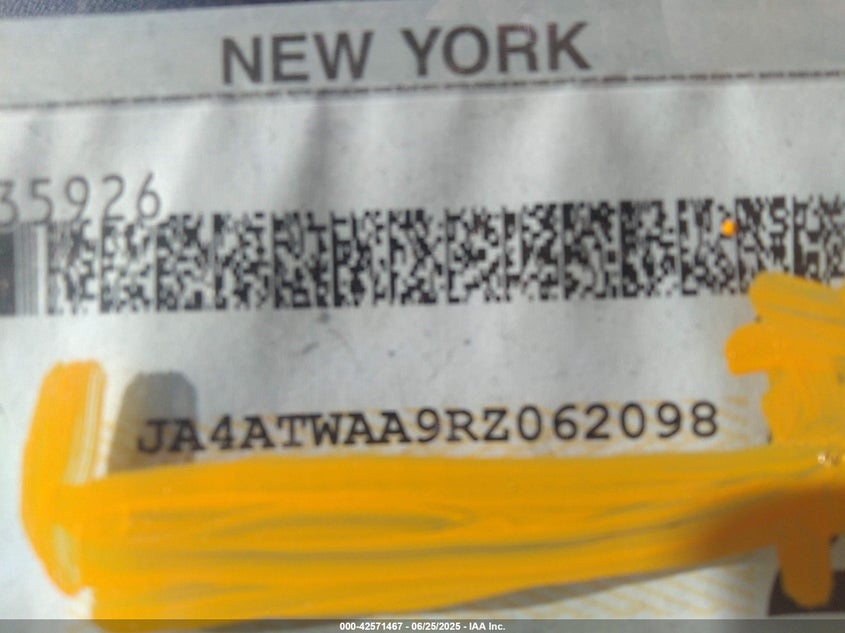 NEW YORK
35926
JA4ATWAA9RZ062098
000-42571467 - 06/25/2025 - IAA Inc.